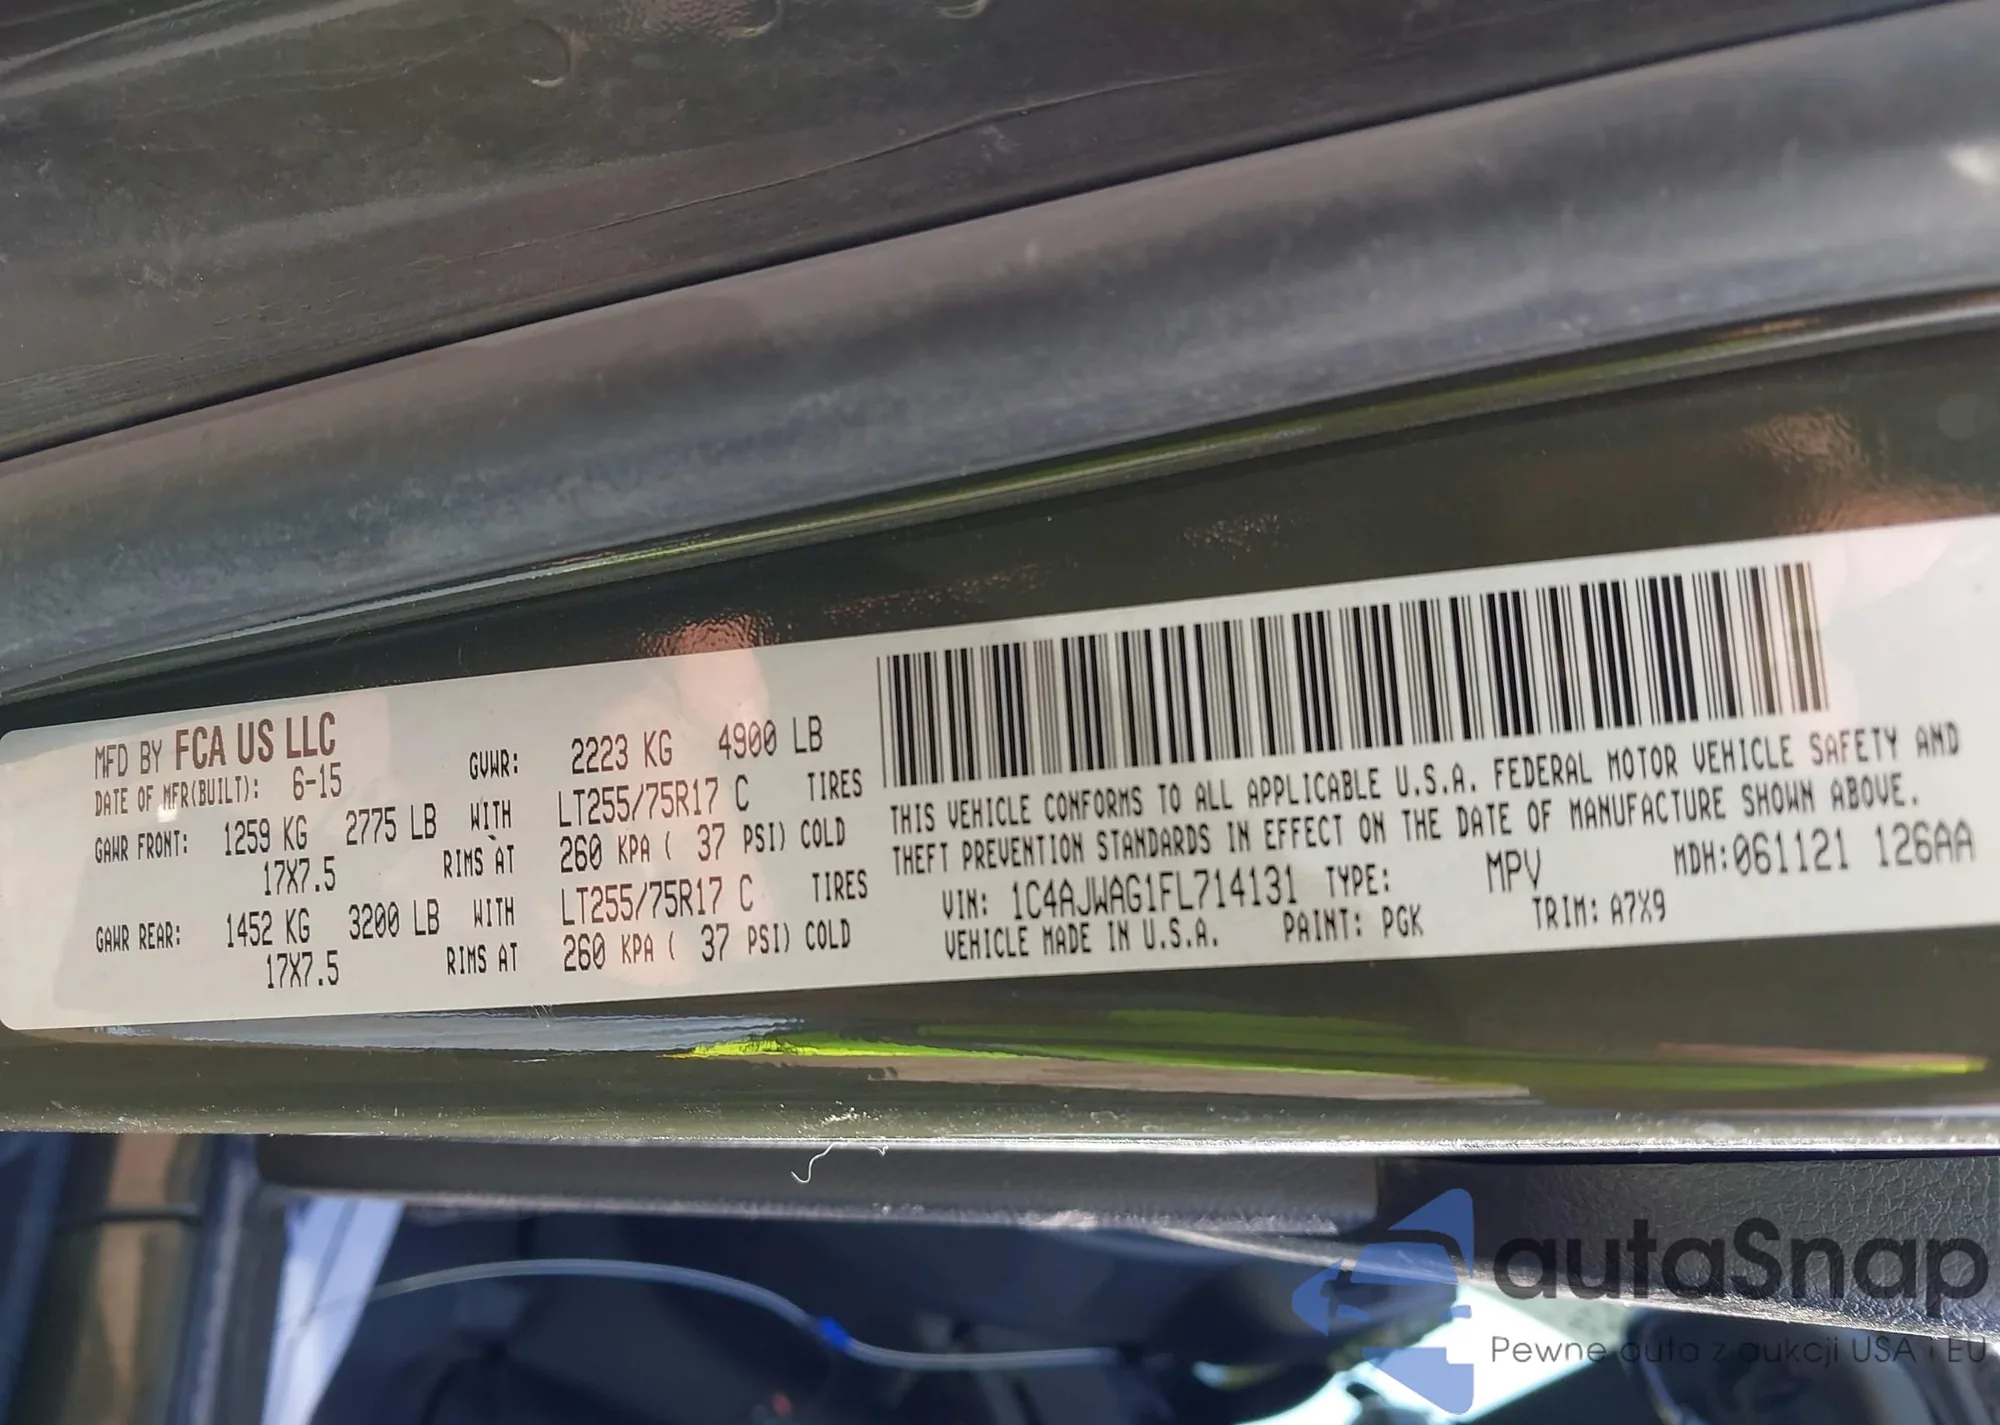 MFD BY FCA US LLC
DATE OF MFR(BUILT): 6-15
GVWR: 2223 KG 4900 LB
GAWR FRONT: 1259 KG 2775 LB WITH LT255/75R17 C TIRES
17X7.5 RIMS AT 260 KPA ( 37 PSI) COLD
GAWR REAR: 1452 KG 3200 LB WITH LT255/75R17 C TIRES
17X7.5 RIMS AT 260 KPA ( 37 PSI) COLD
THIS VEHICLE CONFORMS TO ALL APPLICABLE U.S.A. FEDERAL MOTOR VEHICLE SAFETY AND
THEFT PREVENTION STANDARDS IN EFFECT ON THE DATE OF MANUFACTURE SHOWN ABOVE.
VIN: 1C4AJWAG1FL714131 TYPE: MPV MDH:061121 126AA
VEHICLE MADE IN U.S.A. PAINT: PGK TRIM: A7X9
autaSnap
Pewne auta z aukcji USA i EU